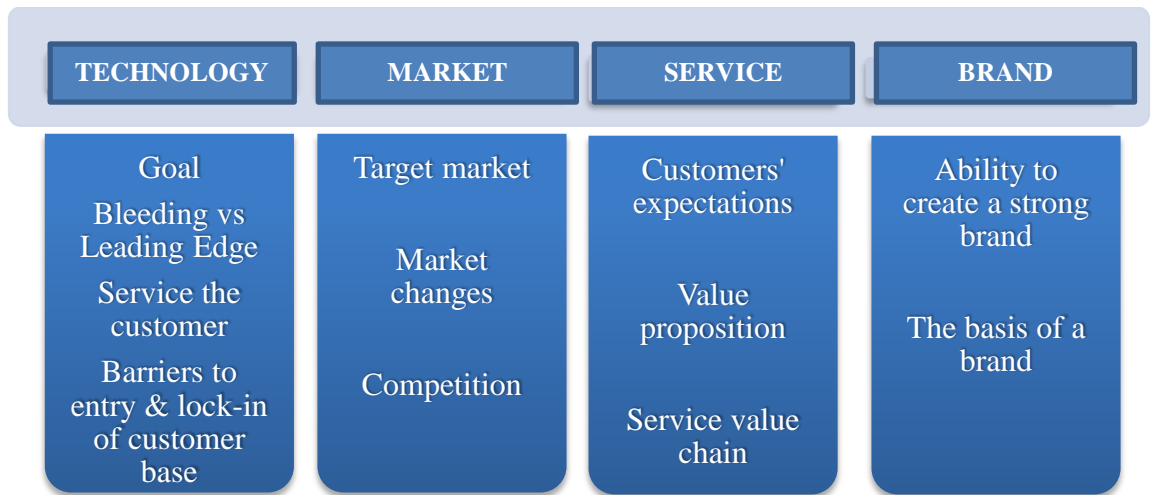 TECHNOLOGY
MARKET
SERVICE
BRAND
Goal
Bleeding vs
Leading Edge
Service the
customer
Barriers to
entry & lock-in
of customer
base
Target market
Market
changes
Competition
Customers'
expectations
Value
proposition
Service value
chain
Ability to
create a strong
brand
The basis of a
brand